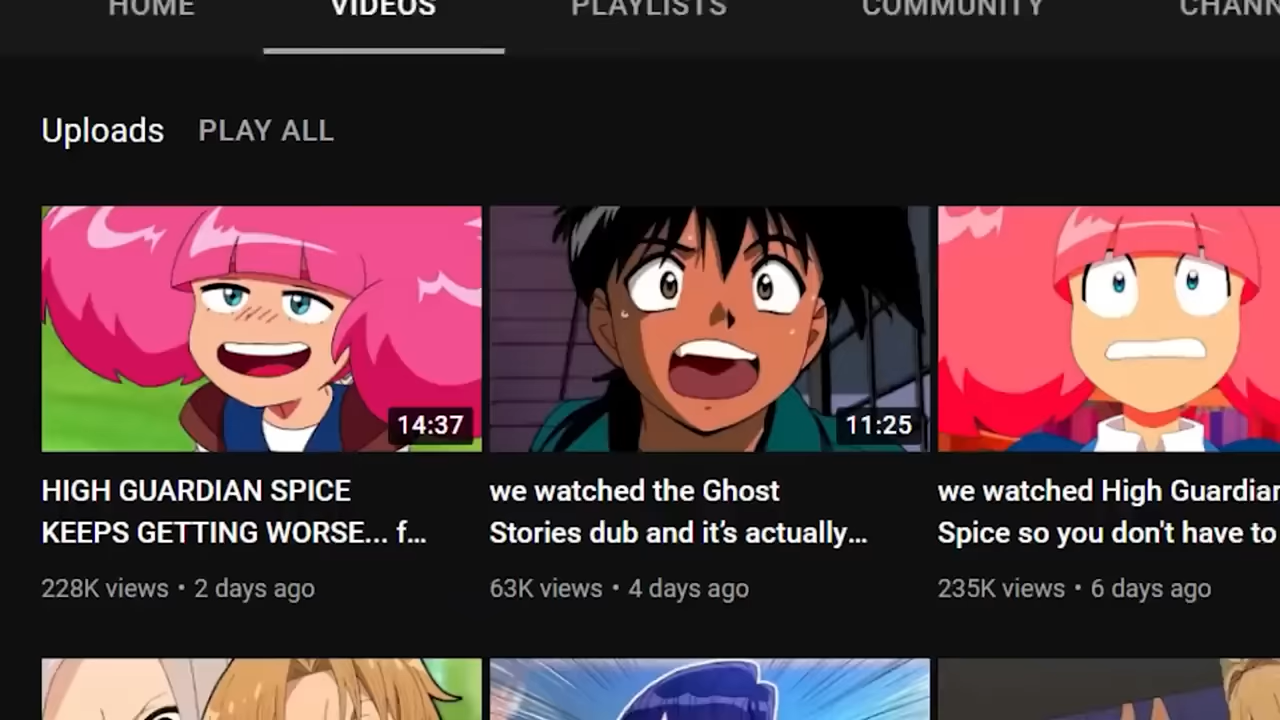 HOME VIDEOS PLAYLISTS COMMUNITY CHANN
Uploads PLAY ALL
14:37 11:25
HIGH GUARDIAN SPICE
KEEPS GETTING WORSE... f...
228K views • 2 days ago
we watched the Ghost
Stories dub and it's actually...
63K views • 4 days ago
we watched High Guardian
Spice so you don't have to
235K views • 6 days ago